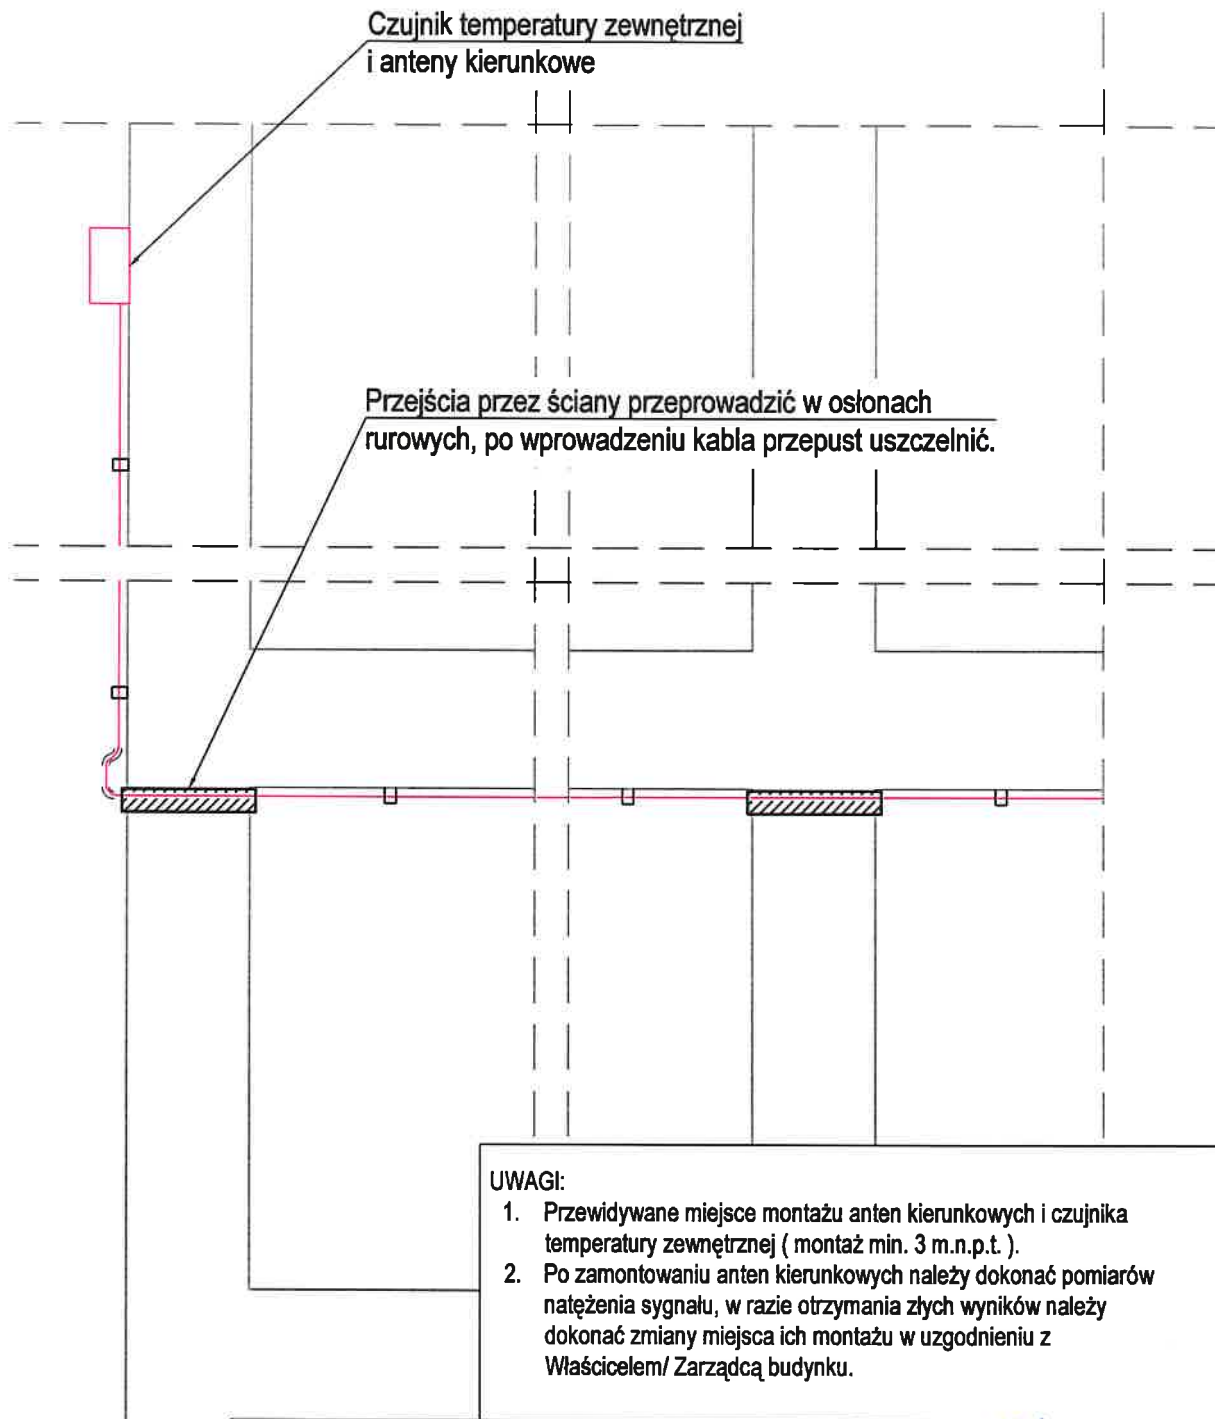 Czujnik temperatury zewnętrznej
i anteny kierunkowe
Przejścia przez ściany przeprowadzić w osłonach
rurowych, po wprowadzeniu kabla przepust uszczelnić.
UWAGI:
1. Przewidywane miejsce montażu anten kierunkowych i czujnika
temperatury zewnętrznej ( montaż min. 3 m.n.p.t. ).
2. Po zamontowaniu anten kierunkowych należy dokonać pomiarów
natężenia sygnału, w razie otrzymania złych wyników należy
dokonać zmiany miejsca ich montażu w uzgodnieniu z
Właścicelem/ Zarządcą budynku.